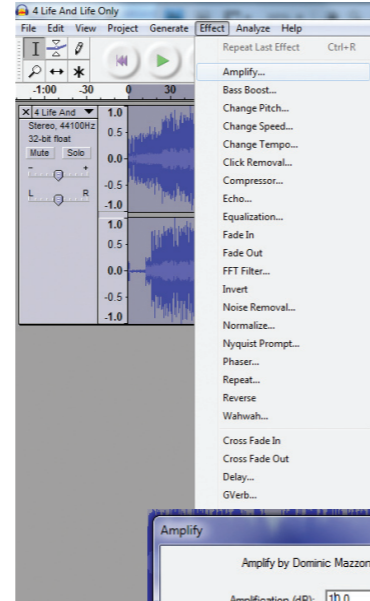 4 Life And Life Only
File Edit View Project Generate Effect Analyze Help
Repeat Last Effect Ctrl+R
Amplify...
Bass Boost...
Change Pitch...
Change Speed...
Change Tempo...
Click Removal...
Compressor...
Echo...
Equalization...
Fade In
Fade Out
FFT Filter...
Invert
Noise Removal...
Normalize...
Nyquist Prompt...
Phaser...
Repeat...
Reverse
Wahwah...
Cross Fade In
Cross Fade Out
Delay...
GVerb...
-1:00 -30 0 30
X 4 Life And
Stereo, 44100Hz
32-bit float
Mute Solo
- +
L R
1.0
0.5
0.0
-0.5
-1.0
1.0
0.5
0.0
-0.5
-1.0
Amplify
Amplify by Dominic Mazzon
Amplification (dB):